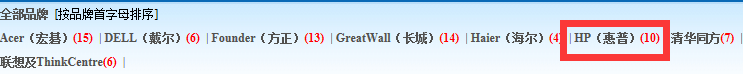 全部品牌 [按品牌首字母排序]
Acer（宏碁）(15) | DELL（戴尔）(6) | Founder（方正）(13) | GreatWall（长城）(14) | Haier（海尔）(4) | HP（惠普）(10) | 清华同方(7) |
联想及ThinkCentre(6) |